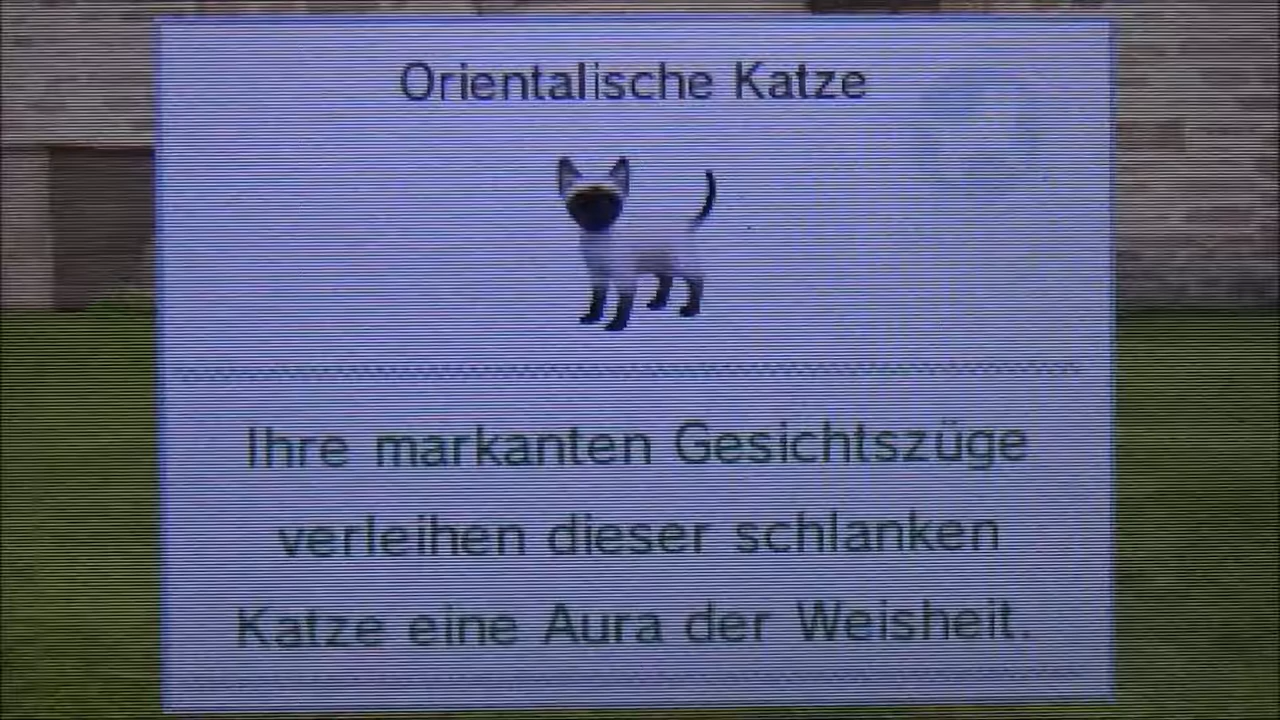 Orientalische Katze
Ihre markanten Gesichtszüge
verleihen dieser schlanken
Katze eine Aura der Weisheit.